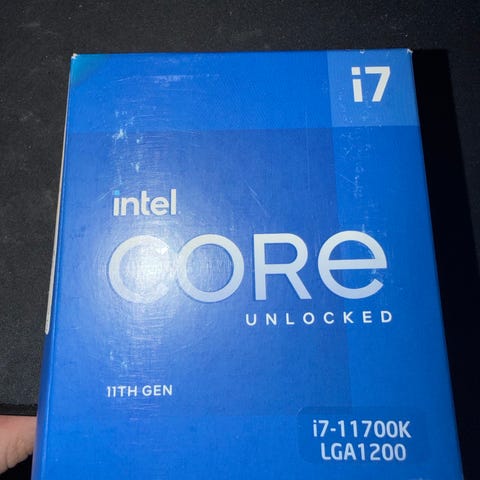 i7
intel
CORE
UNLOCKED
11TH GEN
i7-11700K
LGA1200